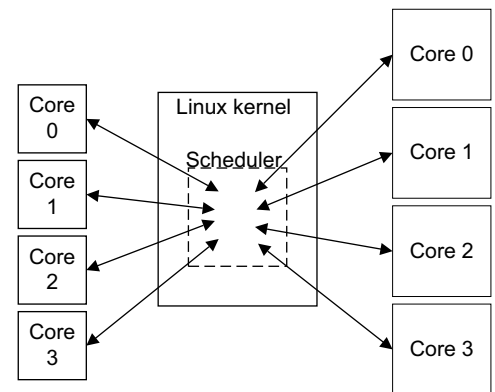 Core
0
Core
1
Core
2
Core
3
Linux kernel
Scheduler
Core 0
Core 1
Core 2
Core 3